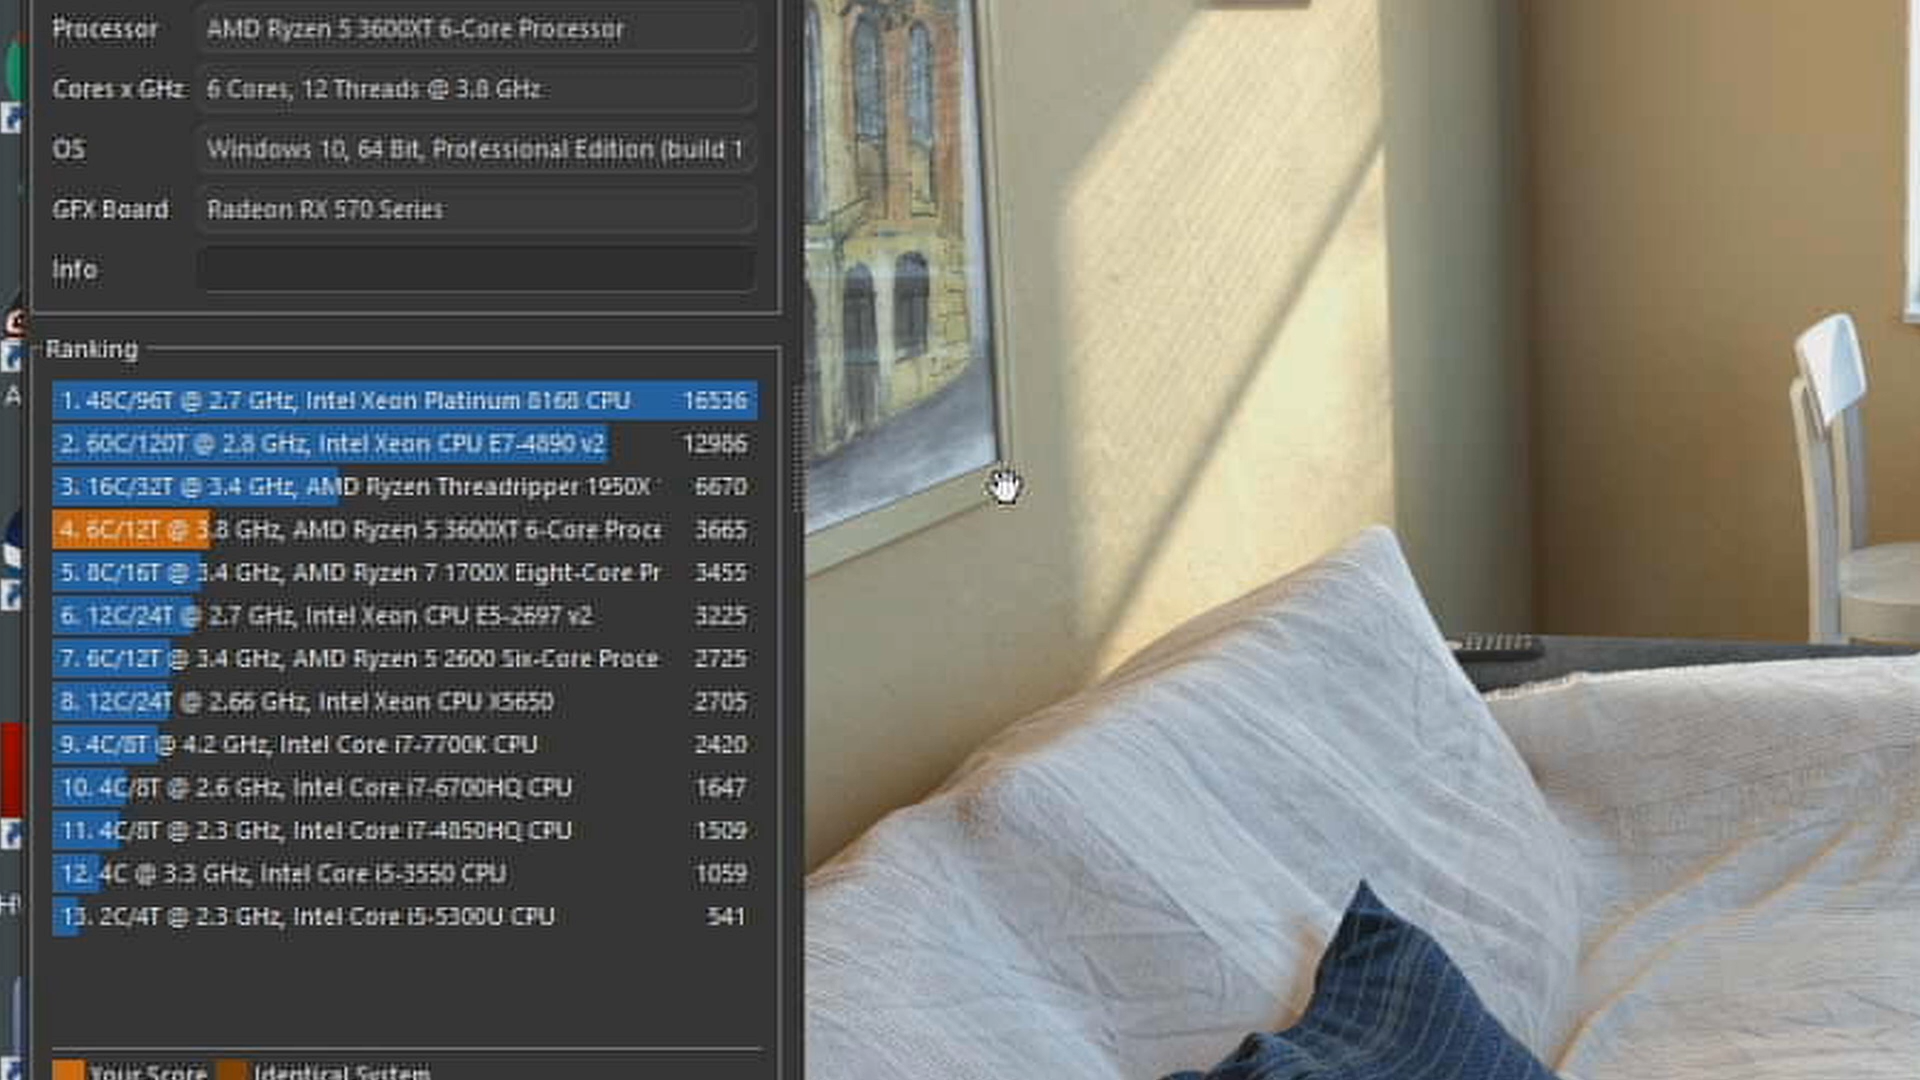 Processor AMD Ryzen 5 3600XT 6-Core Processor
Cores x GHz 6 Cores, 12 Threads @ 3.8 GHz
OS Windows 10, 64 Bit, Professional Edition (build 1
GFX Board Radeon RX 570 Series
Info
Ranking
1. 48C/96T @ 2.7 GHz, Intel Xeon Platinum 8168 CPU 16536
2. 60C/120T @ 2.8 GHz, Intel Xeon CPU E7-4890 v2 12986
3. 16C/32T @ 3.4 GHz, AMD Ryzen Threadripper 1950X 6670
4. 6C/12T @ 3.8 GHz, AMD Ryzen 5 3600XT 6-Core Proce 3665
5. 8C/16T @ 3.4 GHz, AMD Ryzen 7 1700X Eight-Core Pr 3455
6. 12C/24T @ 2.7 GHz, Intel Xeon CPU E5-2697 v2 3225
7. 6C/12T @ 3.4 GHz, AMD Ryzen 5 2600 Six-Core Proce 2725
8. 12C/24T @ 2.66 GHz, Intel Xeon CPU X5650 2705
9. 4C/8T @ 4.2 GHz, Intel Core i7-7700K CPU 2420
10. 4C/8T @ 2.6 GHz, Intel Core i7-6700HQ CPU 1647
11. 4C/8T @ 2.3 GHz, Intel Core i7-4850HQ CPU 1509
12. 4C @ 3.3 GHz, Intel Core i5-3550 CPU 1059
13. 2C/4T @ 2.3 GHz, Intel Core i5-5300U CPU 541
Your Score Identical System